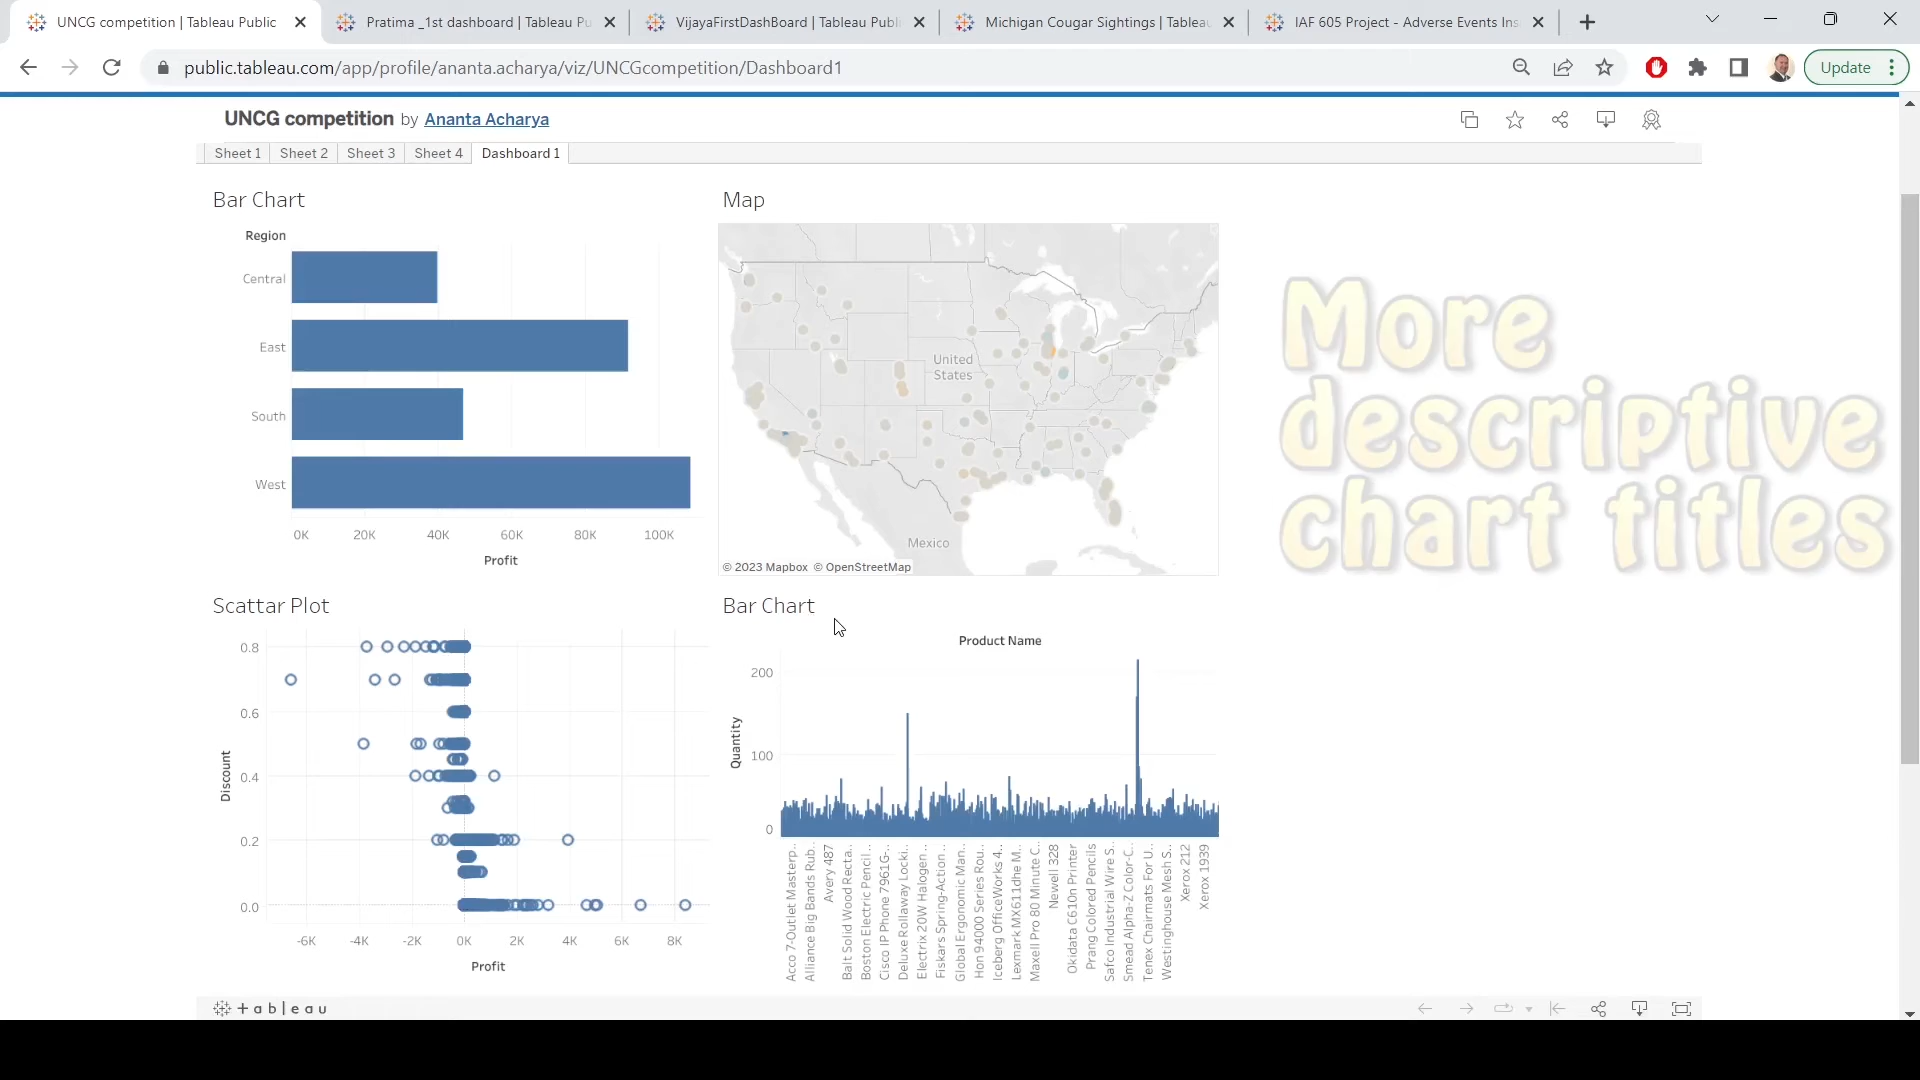 UNCG competition | Tableau Public
Pratima _1st dashboard | Tableau Pu
VijayaFirstDashBoard | Tableau Publi
Michigan Cougar Sightings | Tableau
IAF 605 Project - Adverse Events Ins
public.tableau.com/app/profile/ananta.acharya/viz/UNCGcompetition/Dashboard1
Update
UNCG competition by Ananta Acharya
Sheet 1 Sheet 2 Sheet 3 Sheet 4 Dashboard 1
Bar Chart
Region
Central
East
South
West
0K 20K 40K 60K 80K 100K
Profit
Map
United
States
Mexico
© 2023 Mapbox © OpenStreetMap
More
descriptive
chart titles
Scattar Plot
0.8
0.6
0.4
0.2
0.0
Discount
-6K -4K -2K 0K 2K 4K 6K 8K
Profit
Bar Chart
Product Name
200
100
0
Quantity
Acco 7-Outlet Masterp..
Alliance Big Bands Rub..
Avery 487
Balt Solid Wood Recta..
Boston Electric Pencil ..
Cisco IP Phone 7961G-..
Deluxe Rollaway Locki..
Electrix 20W Halogen ..
Fiskars Spring-Action ..
Global Ergonomic Man..
Hon 94000 Series Rou..
Iceberg OfficeWorks 4..
Lexmark MX611dhe M..
Maxell Pro 80 Minute C..
Newell 328
Okidata C610n Printer
Prang Colored Pencils
Safco Industrial Wire S..
Smead Alpha-Z Color-C..
Tenex Chairmats For U..
Westinghouse Mesh S..
Xerox 212
Xerox 1939
+ableau